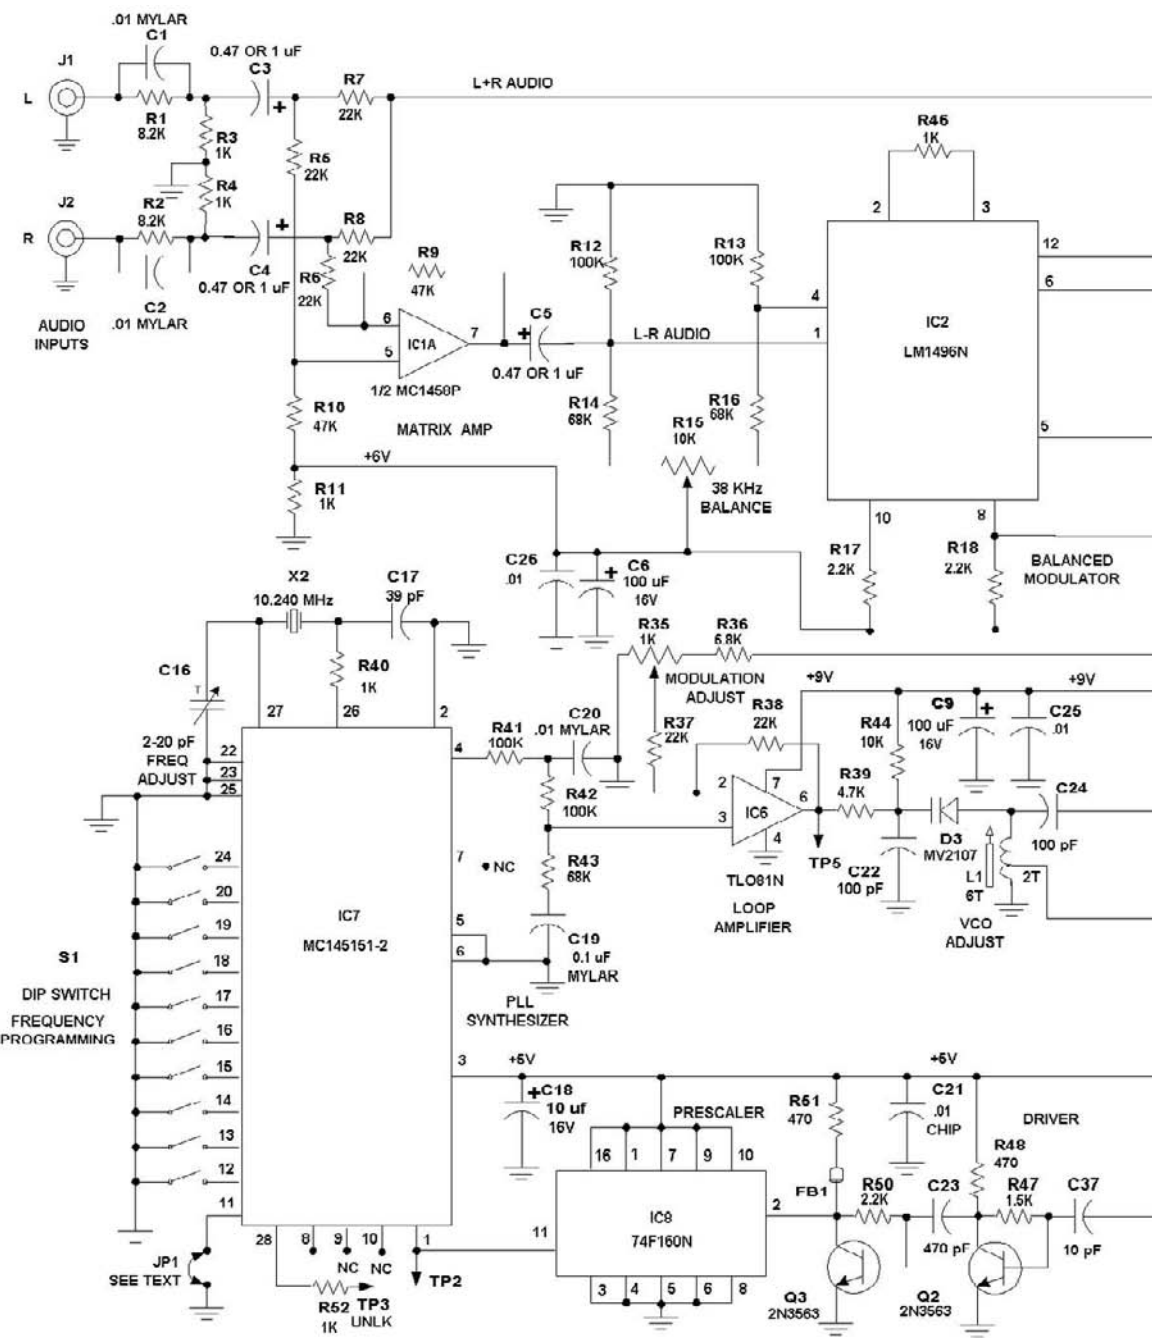 .01 MYLAR
C1
J1
0.47 OR 1 uF
C3
R7
L+R AUDIO
L
R1
8.2K
22K
R3
1K
R5
22K
R46
1K
J2
R2
8.2K
R4
1K
R8
22K
R
C4
0.47 OR 1 uF
R6
22K
R9
47K
C2
.01 MYLAR
AUDIO
INPUTS
6
5
7
IC1A
1/2 MC1458P
C5
0.47 OR 1 uF
L-R AUDIO
R12
100K
R13
100K
2
3
12
6
4
1
IC2
LM1496N
5
10
8
R10
47K
MATRIX AMP
R14
68K
R15
10K
R16
68K
+6V
R11
1K
38 KHz
BALANCE
R17
2.2K
R18
2.2K
BALANCED
MODULATOR
C26
.01
C6
100 uF
16V
X2
10.240 MHz
C17
39 pF
R35
1K
R36
6.8K
MODULATION
ADJUST
C16
T
R40
1K
+9V
+9V
27
26
2
2-20 pF
FREQ
ADJUST
22
23
25
4
R41
100K
C20
.01 MYLAR
R37
22K
R38
22K
R44
10K
C9
100 uF
16V
C25
.01
R42
100K
2
3
7
6
4
IC6
R39
4.7K
C24
100 pF
TP5
D3
MV2107
C22
100 pF
L1
6T
2T
TLO81N
LOOP
AMPLIFIER
VCO
ADJUST
7
NC
R43
68K
24
20
19
18
17
16
15
14
13
12
11
IC7
MC145151-2
5
6
C19
0.1 uF
MYLAR
S1
DIP SWITCH
FREQUENCY
PROGRAMMING
PLL
SYNTHESIZER
3
+5V
+5V
C18
10 uf
16V
PRESCALER
R51
470
C21
.01
CHIP
DRIVER
16
1
7
9
10
R48
470
FB1
R50
2.2K
C23
470 pF
R47
1.5K
C37
10 pF
2
IC8
74F160N
11
3
4
5
6
8
28
8
9
10
1
NC
NC
TP2
JP1
SEE TEXT
R52
1K
TP3
UNLK
Q3
2N3563
Q2
2N3563